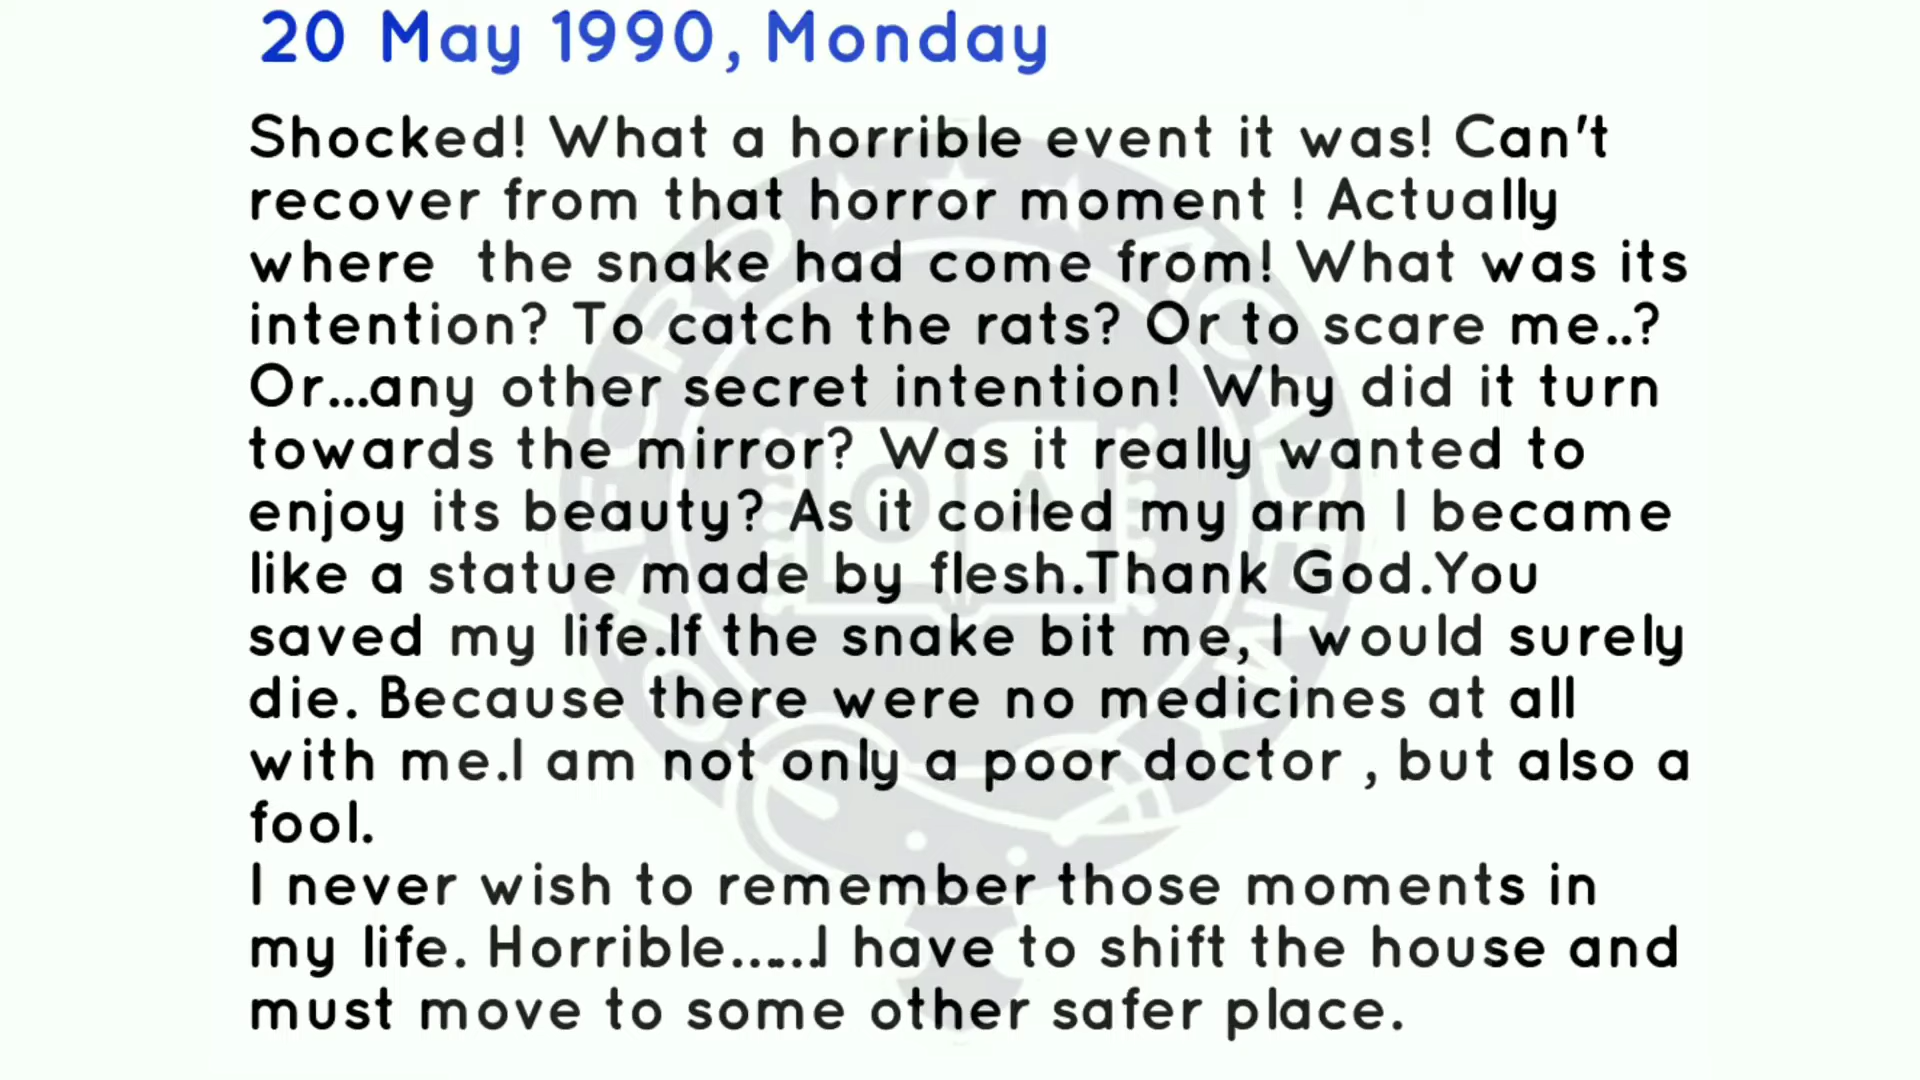 20 May 1990, Monday
Shocked! What a horrible event it was! Can't
recover from that horror moment ! Actually
where  the snake had come from! What was its
intention? To catch the rats? Or to scare me..?
Or...any other secret intention! Why did it turn
towards the mirror? Was it really wanted to
enjoy its beauty? As it coiled my arm I became
like a statue made by flesh.Thank God.You
saved my life.If the snake bit me, I would surely
die. Because there were no medicines at all
with me.I am not only a poor doctor , but also a
fool.
I never wish to remember those moments in
my life. Horrible......I have to shift the house and
must move to some other safer place.
OXFORD ACADEMY
O A